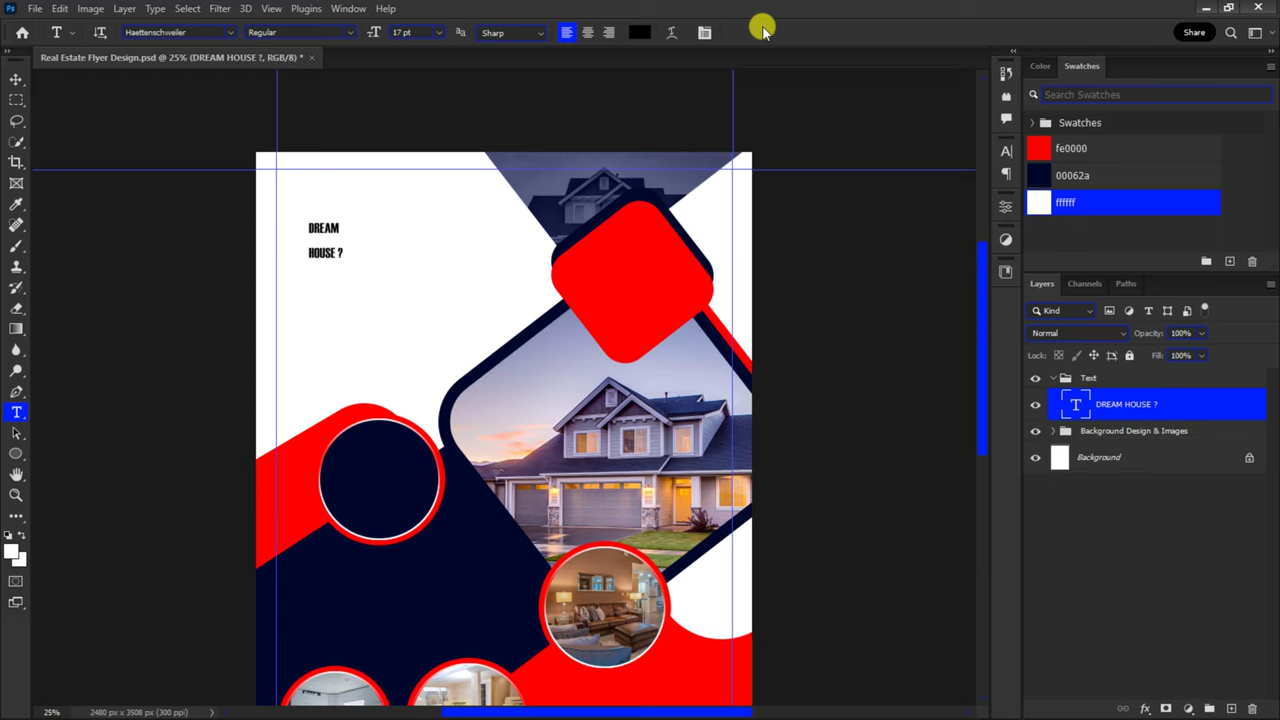 File Edit Image Layer Type Select Filter 3D View Plugins Window Help
Haettenschweiler Regular 17 pt Sharp Share
Real Estate Flyer Design.psd @ 25% (DREAM HOUSE ?, RGB/8) *
Color Swatches
Search Swatches
Swatches
fe0000
00062a
ffffff
DREAM
HOUSE ?
Layers Channels Paths
Kind
Normal Opacity: 100%
Lock: Fill: 100%
Text
DREAM HOUSE ?
Background Design & Images
Background
25% 2480 px x 3508 px (300 ppi)